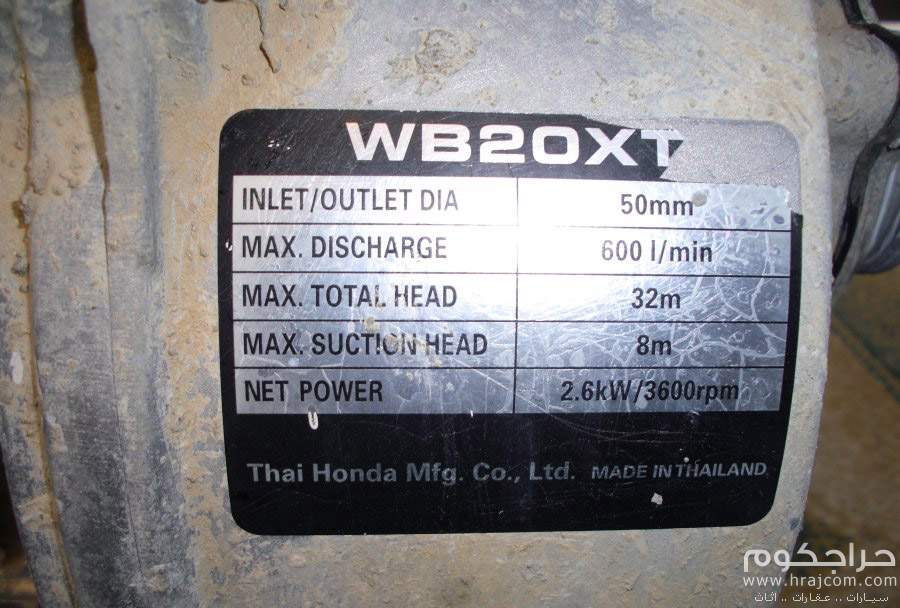 WB20XT
INLET/OUTLET DIA 50mm
MAX. DISCHARGE 600 l/min
MAX. TOTAL HEAD 32m
MAX. SUCTION HEAD 8m
NET POWER 2.6kW/3600rpm
Thai Honda Mfg. Co., Ltd. MADE IN THAILAND
حراجكوم
www.hrajcom.com
سيارات .. عقارات .. اثاث